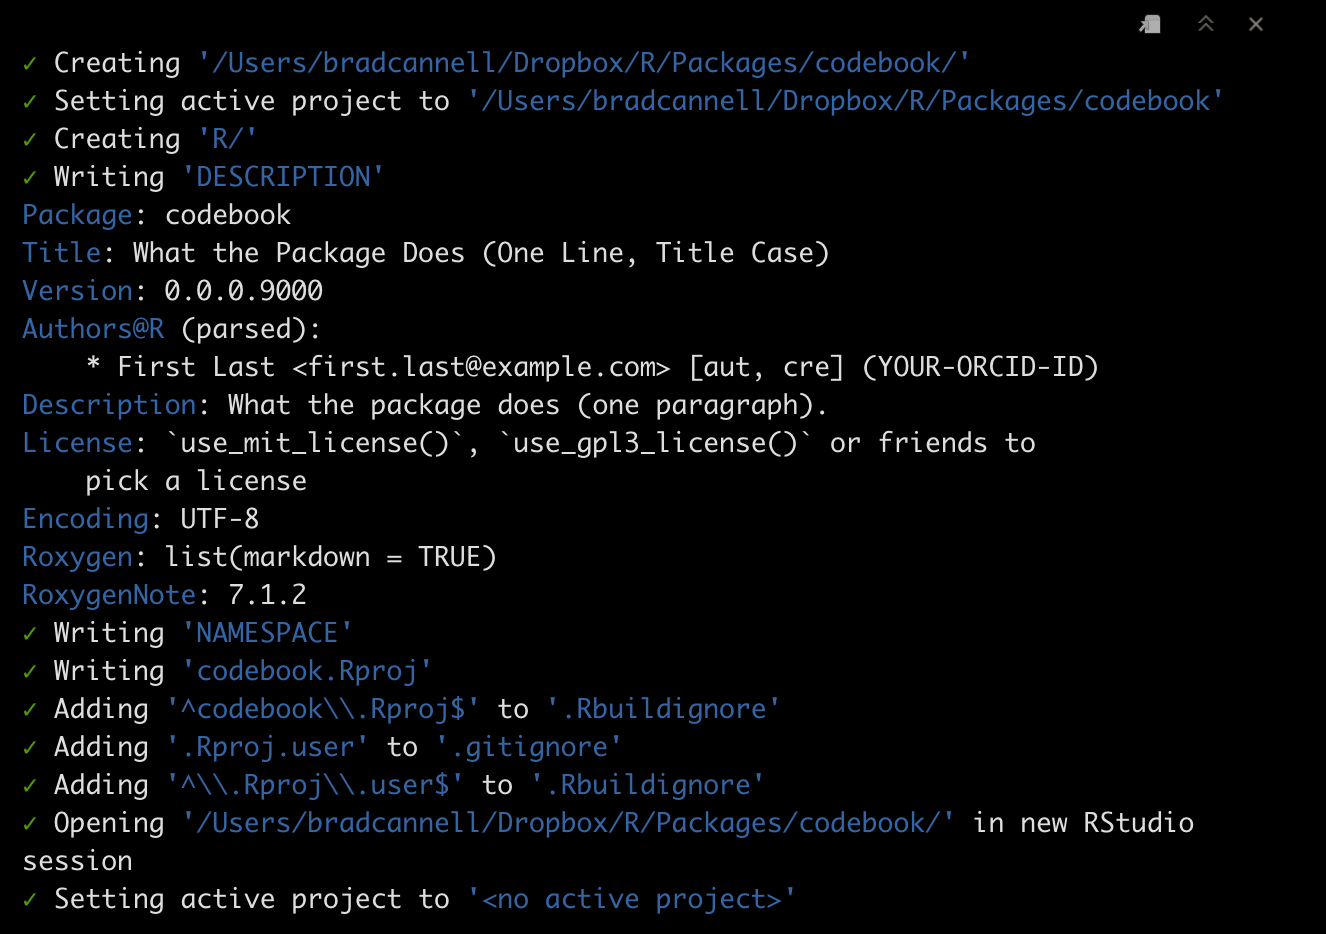 ✓ Creating '/Users/bradcannell/Dropbox/R/Packages/codebook/'
✓ Setting active project to '/Users/bradcannell/Dropbox/R/Packages/codebook'
✓ Creating 'R/'
✓ Writing 'DESCRIPTION'
Package: codebook
Title: What the Package Does (One Line, Title Case)
Version: 0.0.0.9000
Authors@R (parsed):
    * First Last <first.last@example.com> [aut, cre] (YOUR-ORCID-ID)
Description: What the package does (one paragraph).
License: `use_mit_license()`, `use_gpl3_license()` or friends to
    pick a license
Encoding: UTF-8
Roxygen: list(markdown = TRUE)
RoxygenNote: 7.1.2
✓ Writing 'NAMESPACE'
✓ Writing 'codebook.Rproj'
✓ Adding '^codebook\\.Rproj$' to '.Rbuildignore'
✓ Adding '.Rproj.user' to '.gitignore'
✓ Adding '^\\.Rproj\\.user$' to '.Rbuildignore'
✓ Opening '/Users/bradcannell/Dropbox/R/Packages/codebook/' in new RStudio
session
✓ Setting active project to '<no active project>'